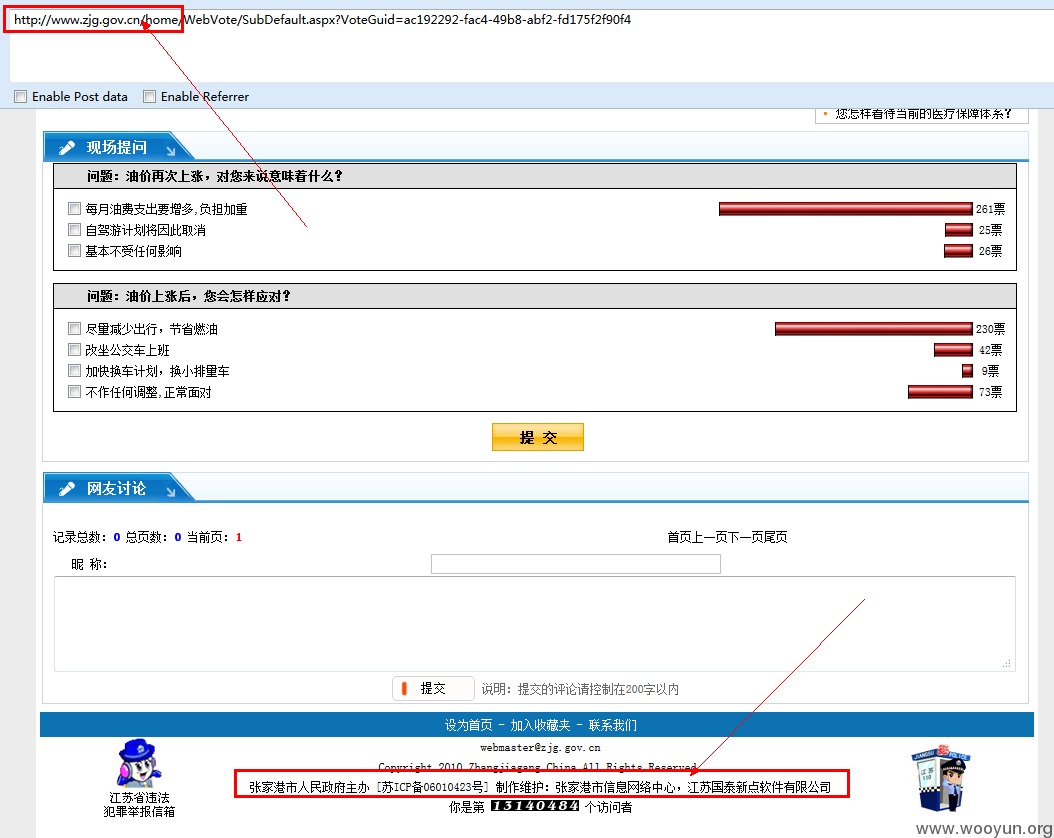 http://www.zjg.gov.cn/home/WebVote/SubDefault.aspx?VoteGuid=ac192292-fac4-49b8-abf2-fd175f2f90f4
Enable Post data Enable Referrer
您怎样看待当前的医疗保障体系?
现场提问
问题: 油价再次上涨，对您来说意味着什么?
每月油费支出要增多,负担加重 261票
自驾游计划将因此取消 25票
基本不受任何影响 26票
问题: 油价上涨后，您会怎样应对?
尽量减少出行，节省燃油 230票
改坐公交车上班 42票
加快换车计划，换小排量车 9票
不作任何调整,正常面对 73票
提 交
网友讨论
记录总数: 0 总页数: 0 当前页: 1 首页上一页下一页尾页
昵 称:
提交 说明: 提交的评论请控制在200字以内
设为首页 - 加入收藏夹 - 联系我们
webmaster@zjg.gov.cn
Copyright 2010 Zhangjiagang China All Rights Reserved
张家港市人民政府主办 [苏ICP备06010423号] 制作维护: 张家港市信息网络中心，江苏国泰新点软件有限公司
你是第 13140484 个访问者
江苏省违法
犯罪举报信箱
JIANGSU POLICE
江苏
110
www.wooyun.org